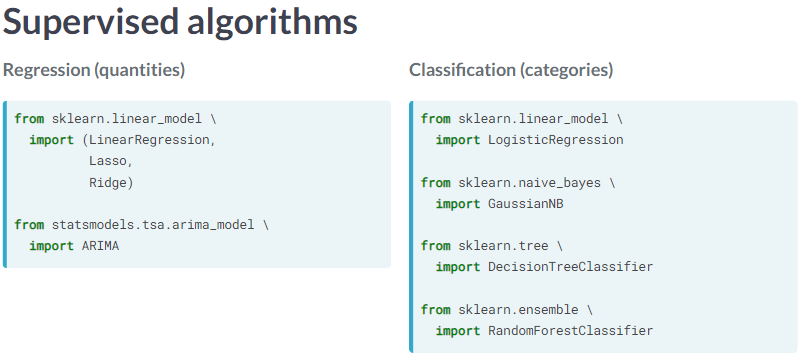 Supervised algorithms
Regression (quantities)
from sklearn.linear_model \
  import (LinearRegression,
          Lasso,
          Ridge)
from statsmodels.tsa.arima_model \
  import ARIMA
Classification (categories)
from sklearn.linear_model \
  import LogisticRegression
from sklearn.naive_bayes \
  import GaussianNB
from sklearn.tree \
  import DecisionTreeClassifier
from sklearn.ensemble \
  import RandomForestClassifier